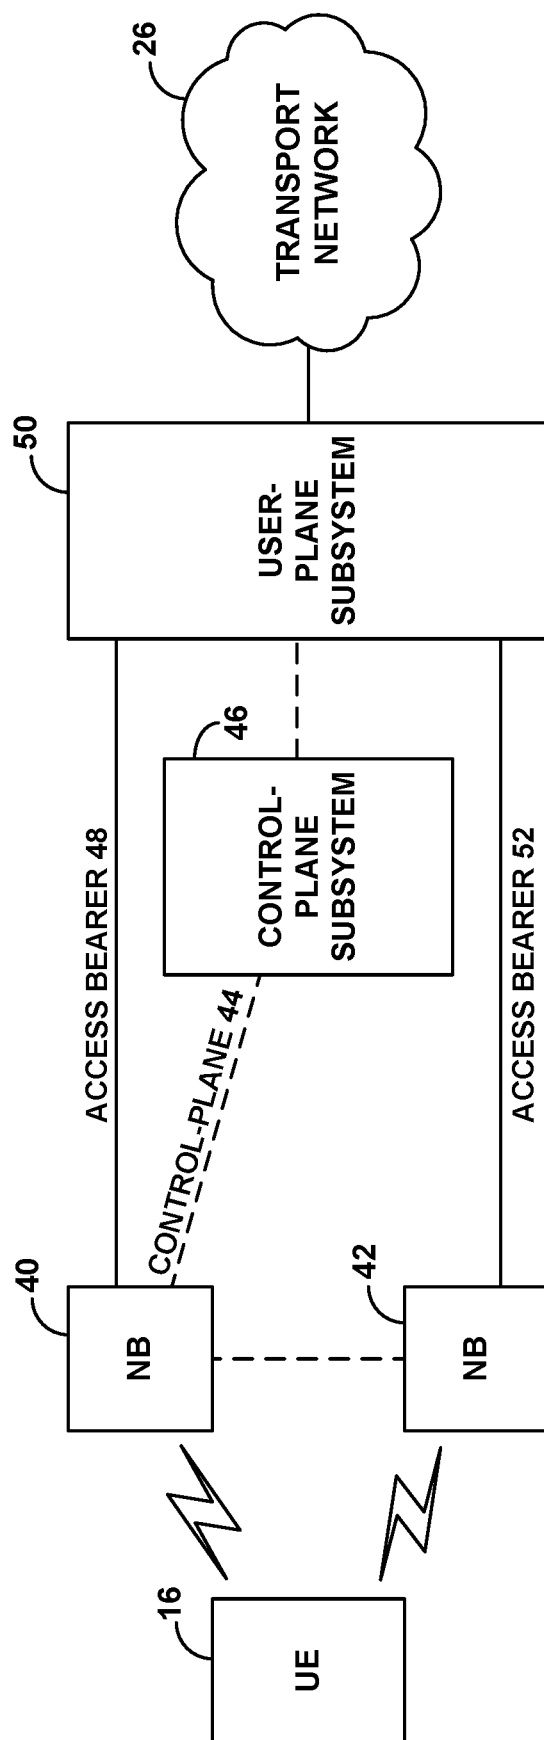 16
UE
40
NB
42
NB
ACCESS BEARER 48
CONTROL-PLANE 44
ACCESS BEARER 52
46
CONTROL-
PLANE
SUBSYSTEM
50
USER-
PLANE
SUBSYSTEM
26
TRANSPORT
NETWORK